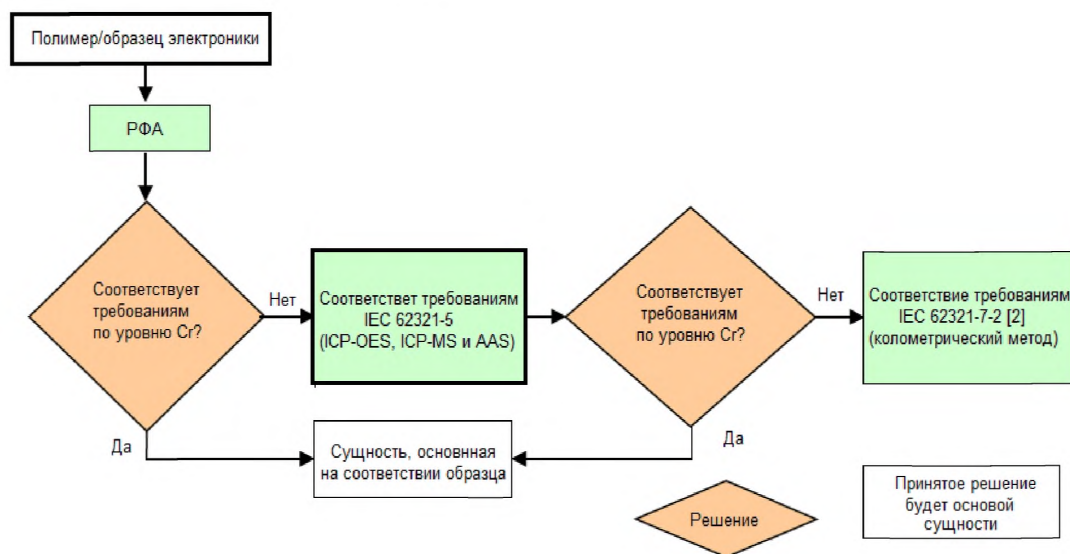 Полимер/образец электроники
РФА
Соответствует
требованиям
по уровню Cr?
Нет
Соответствет требованиям
IEC 62321-5
(ICP-OES, ICP-MS и AAS)
Соответствует
требованиям
по уровню Cr?
Нет
Соответствие требованиям
IEC 62321-7-2 [2]
(колометрический метод)
Да
Сущность, основнная
на соответствии образца
Да
Решение
Принятое решение
будет основой
сущности